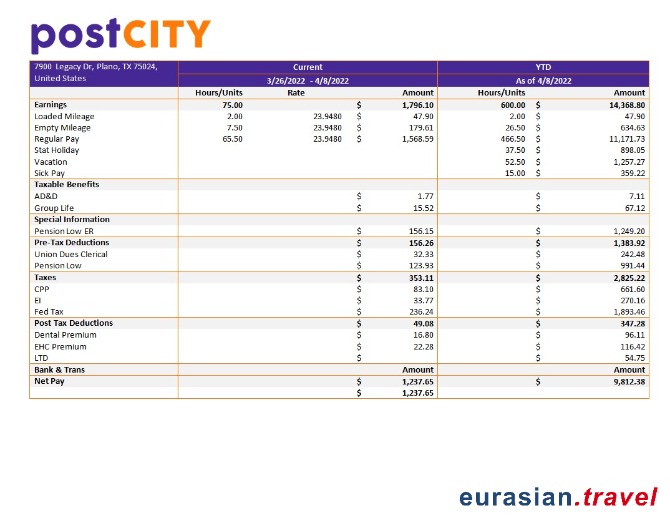 postCITY
7900 Legacy Dr, Plano, TX 75024, Current YTD
United States 3/26/2022 - 4/8/2022 As of 4/8/2022
Hours/Units Rate Amount Hours/Units Amount
Earnings 75.00 $ 1,796.10 600.00 $ 14,368.80
Loaded Mileage 2.00 23.9480 $ 47.90 2.00 $ 47.90
Empty Mileage 7.50 23.9480 $ 179.61 26.50 $ 634.63
Regular Pay 65.50 23.9480 $ 1,568.59 466.50 $ 11,171.73
Stat Holiday 37.50 $ 898.05
Vacation 52.50 $ 1,257.27
Sick Pay 15.00 $ 359.22
Taxable Benefits
AD&D $ 1.77 $ 7.11
Group Life $ 15.52 $ 67.12
Special Information
Pension Low ER $ 156.15 $ 1,249.20
Pre-Tax Deductions $ 156.26 $ 1,383.92
Union Dues Clerical $ 32.33 $ 242.48
Pension Low $ 123.93 $ 991.44
Taxes $ 353.11 $ 2,825.22
CPP $ 83.10 $ 661.60
EI $ 33.77 $ 270.16
Fed Tax $ 236.24 $ 1,893.46
Post Tax Deductions $ 49.08 $ 347.28
Dental Premium $ 16.80 $ 96.11
EHC Premium $ 22.28 $ 116.42
LTD $ $ 54.75
Bank & Trans Amount Amount
Net Pay $ 1,237.65 $ 9,812.38
$ 1,237.65
eurasian.travel